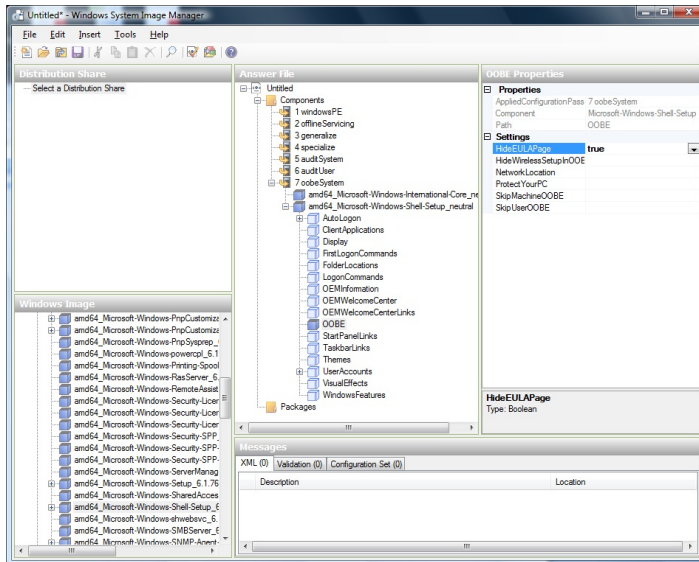 Untitled* - Windows System Image Manager
File Edit Insert Tools Help
Distribution Share
Select a Distribution Share
Windows Image
amd64_Microsoft-Windows-PnpCustomiza
amd64_Microsoft-Windows-PnpCustomiza
amd64_Microsoft-Windows-PnpSysprep_
amd64_Microsoft-Windows-powercpl_6.1
amd64_Microsoft-Windows-Printing-Spool
amd64_Microsoft-Windows-RasServer_6.
amd64_Microsoft-Windows-RemoteAssist
amd64_Microsoft-Windows-Security-Licer
amd64_Microsoft-Windows-Security-Licer
amd64_Microsoft-Windows-Security-Licer
amd64_Microsoft-Windows-Security-SPP_
amd64_Microsoft-Windows-Security-SPP-
amd64_Microsoft-Windows-Security-SPP-
amd64_Microsoft-Windows-ServerManag
amd64_Microsoft-Windows-Setup_6.1.76
amd64_Microsoft-Windows-SharedAcces
amd64_Microsoft-Windows-Shell-Setup_6
amd64_Microsoft-Windows-shwebsvc_6.
amd64_Microsoft-Windows-SMBServer_6
amd64_Microsoft-Windows-SNMP-Agent-
Answer File
Untitled
Components
1 windowsPE
2 offlineServicing
3 generalize
4 specialize
5 auditSystem
6 auditUser
7 oobeSystem
amd64_Microsoft-Windows-International-Core_ne
amd64_Microsoft-Windows-Shell-Setup_neutral
AutoLogon
ClientApplications
Display
FirstLogonCommands
FolderLocations
LogonCommands
OEMInformation
OEMWelcomeCenter
OEMWelcomeCenterLinks
OOBE
StartPanelLinks
TaskbarLinks
Themes
UserAccounts
VisualEffects
WindowsFeatures
Packages
OOBE Properties
Properties
AppliedConfigurationPass 7 oobeSystem
Component Microsoft-Windows-Shell-Setup
Path OOBE
Settings
HideEULAPage true
HideWirelessSetupInOOE
NetworkLocation
ProtectYourPC
SkipMachineOOBE
SkipUserOOBE
HideEULAPage
Type: Boolean
Messages
XML (0) Validation (0) Configuration Set (0)
Description Location